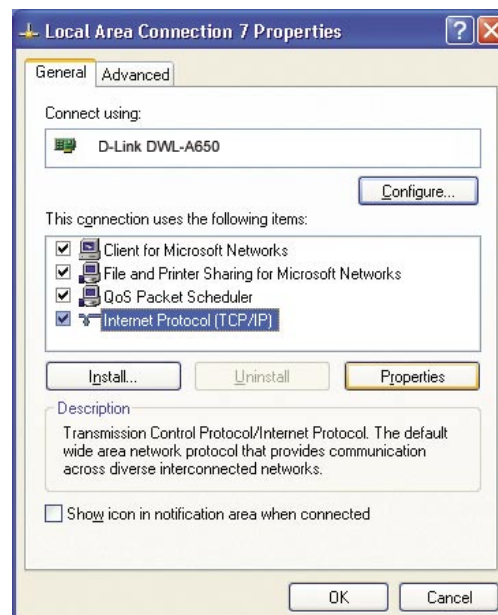 Local Area Connection 7 Properties
General Advanced
Connect using:
D-Link DWL-A650
Configure...
This connection uses the following items:
Client for Microsoft Networks
File and Printer Sharing for Microsoft Networks
QoS Packet Scheduler
Internet Protocol (TCP/IP)
Install... Uninstall Properties
Description
Transmission Control Protocol/Internet Protocol. The default
wide area network protocol that provides communication
across diverse interconnected networks.
Show icon in notification area when connected
OK Cancel